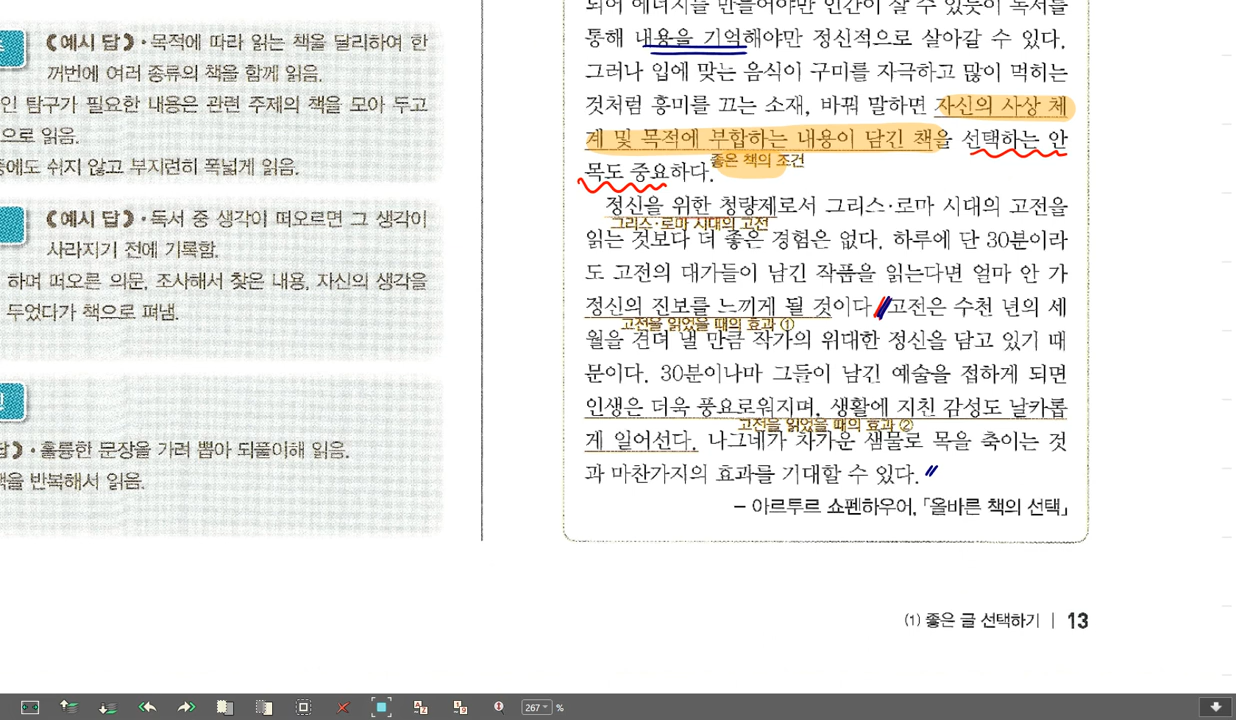 되어 에너지를 만들어야만 인간이 살 수 있듯이 독서를
통해 내용을 기억해야만 정신적으로 살아갈 수 있다.
그러나 입에 맞는 음식이 구미를 자극하고 많이 먹히는
것처럼 흥미를 끄는 소재, 바꿔 말하면 자신의 사상 체
계 및 목적에 부합하는 내용이 담긴 책을 선택하는 안
좋은 책의 조건
목도 중요하다.
정신을 위한 청량제로서 그리스·로마 시대의 고전을
그리스·로마 시대의 고전
읽는 것보다 더 좋은 경험은 없다. 하루에 단 30분이라
도 고전의 대가들이 남긴 작품을 읽는다면 얼마 안 가
정신의 진보를 느끼게 될 것이다 고전은 수천 년의 세
고전을 읽었을 때의 효과 ①
월을 견뎌 낼 만큼 작가의 위대한 정신을 담고 있기 때
문이다. 30분이나마 그들이 남긴 예술을 접하게 되면
인생은 더욱 풍요로워지며, 생활에 지친 감성도 날카롭
고전을 읽었을 때의 효과 ②
게 일어선다. 나그네가 차가운 샘물로 목을 축이는 것
과 마찬가지의 효과를 기대할 수 있다.
– 아르투르 쇼펜하우어, 「올바른 책의 선택」
《예시 답》·목적에 따라 읽는 책을 달리하여 한
꺼번에 여러 종류의 책을 함께 읽음.
인 탐구가 필요한 내용은 관련 주제의 책을 모아 두고
으로 읽음.
중에도 쉬지 않고 부지런히 폭넓게 읽음.
《예시 답》·독서 중 생각이 떠오르면 그 생각이
사라지기 전에 기록함.
하며 떠오른 의문, 조사해서 찾은 내용, 자신의 생각을
두었다가 책으로 펴냄.
답》·훌륭한 문장을 가려 뽑아 되풀이해 읽음.
책을 반복해서 읽음.
(1) 좋은 글 선택하기 | 13
267 %